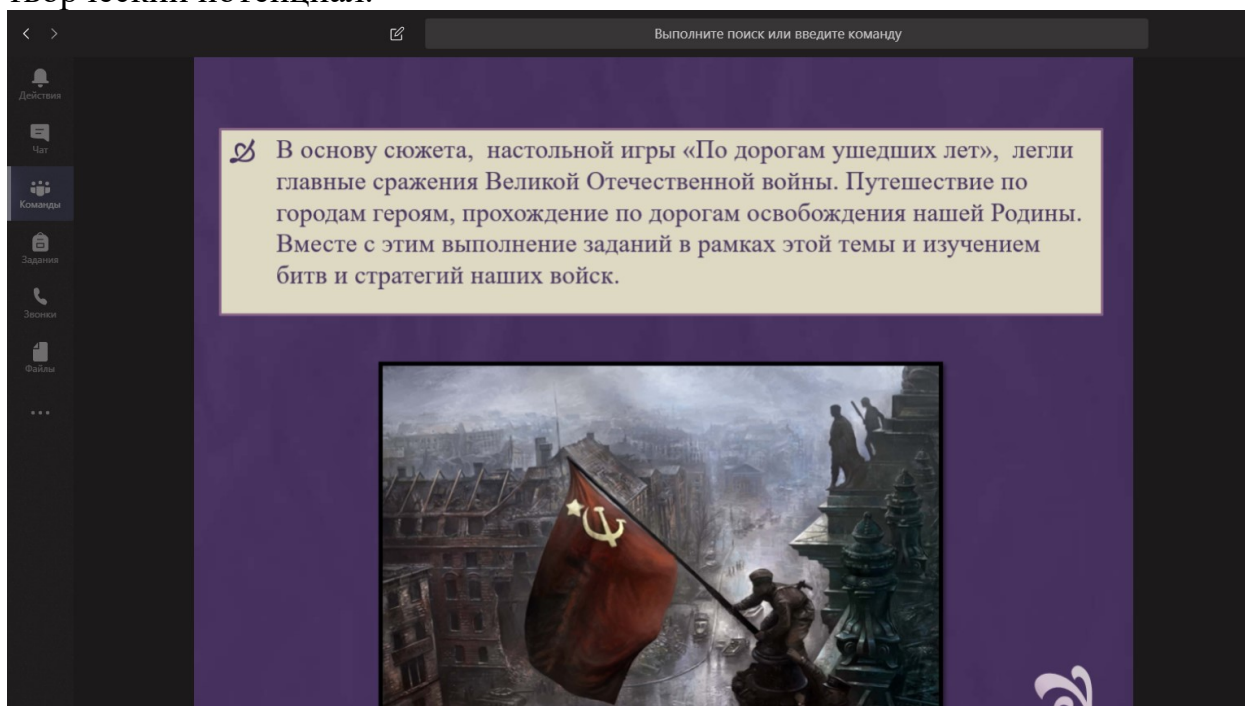 творческий потенциал.
Выполните поиск или введите команду
Действия
Чат
Команды
Задания
Звонки
Файлы
В основу сюжета, настольной игры «По дорогам ушедших лет», легли
главные сражения Великой Отечественной войны. Путешествие по
городам героям, прохождение по дорогам освобождения нашей Родины.
Вместе с этим выполнение заданий в рамках этой темы и изучением
битв и стратегий наших войск.